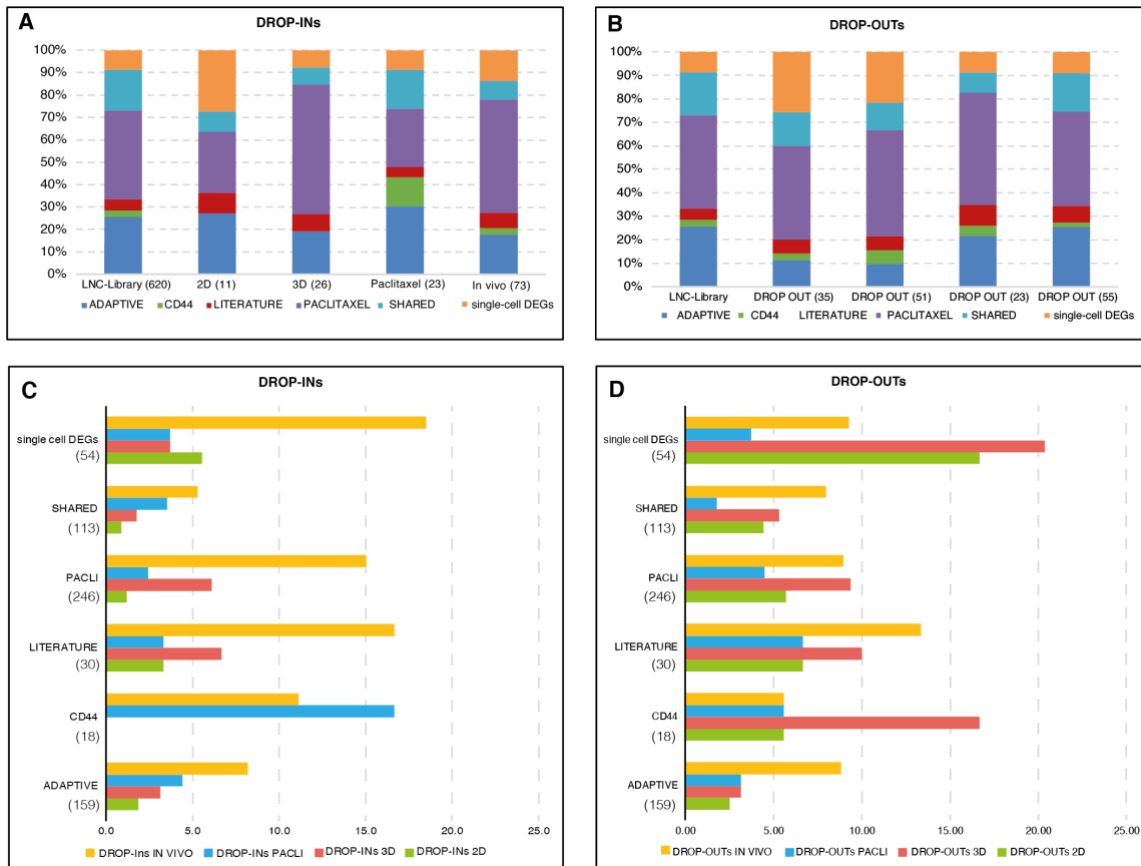 A
DROP-INs
100%
90%
80%
70%
60%
50%
40%
30%
20%
10%
0%
LNC-Library (620) 2D (11) 3D (26) Paclitaxel (23) In vivo (73)
ADAPTIVE CD44 LITERATURE PACLITAXEL SHARED single-cell DEGs
B
DROP-OUTs
100%
90%
80%
70%
60%
50%
40%
30%
20%
10%
0%
LNC-Library DROP OUT (35) DROP OUT (51) DROP OUT (23) DROP OUT (55)
ADAPTIVE CD44 LITERATURE PACLITAXEL SHARED single-cell DEGs
C
DROP-INs
single cell DEGs
(54)
SHARED
(113)
PACLI
(246)
LITERATURE
(30)
CD44
(18)
ADAPTIVE
(159)
0.0 5.0 10.0 15.0 20.0 25.0
DROP-Ins IN VIVO DROP-INs PACLI DROP-INs 3D DROP-INs 2D
D
DROP-OUTs
single cell DEGs
(54)
SHARED
(113)
PACLI
(246)
LITERATURE
(30)
CD44
(18)
ADAPTIVE
(159)
0.00 5.00 10.00 15.00 20.00 25.00
DROP-OUTs IN VIVO DROP-OUTs PACLI DROP-OUTs 3D DROP-OUTs 2D